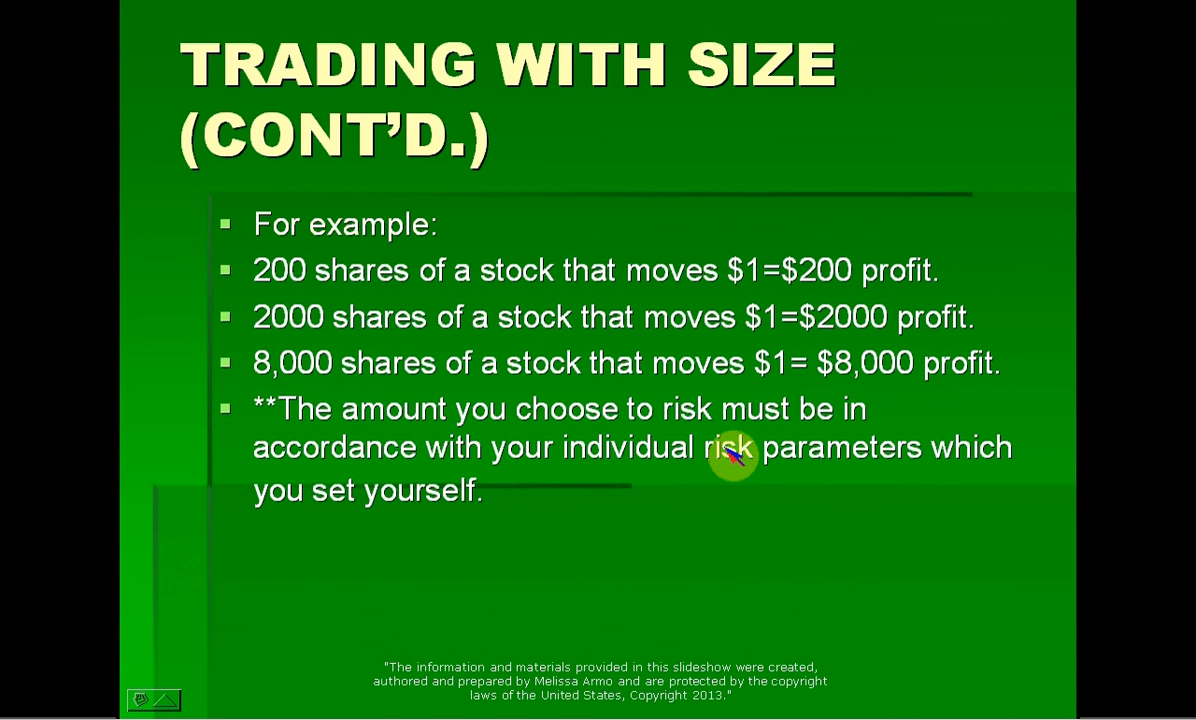 TRADING WITH SIZE
(CONT’D.)
For example:
200 shares of a stock that moves $1=$200 profit.
2000 shares of a stock that moves $1=$2000 profit.
8,000 shares of a stock that moves $1= $8,000 profit.
**The amount you choose to risk must be in
accordance with your individual risk parameters which
you set yourself.
"The information and materials provided in this slideshow were created,
authored and prepared by Melissa Armo and are protected by the copyright
laws of the United States, Copyright 2013."